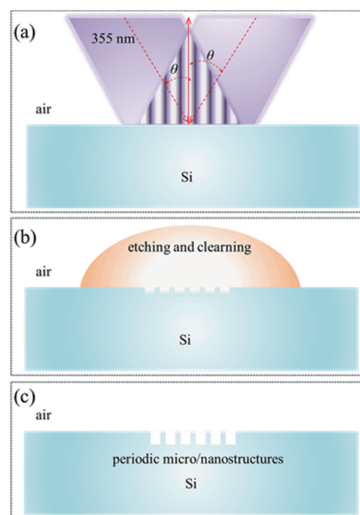 (a)
355 nm
θ
θ
air
Si
(b)
etching and clearning
air
Si
(c)
air
periodic micro/nanostructures
Si